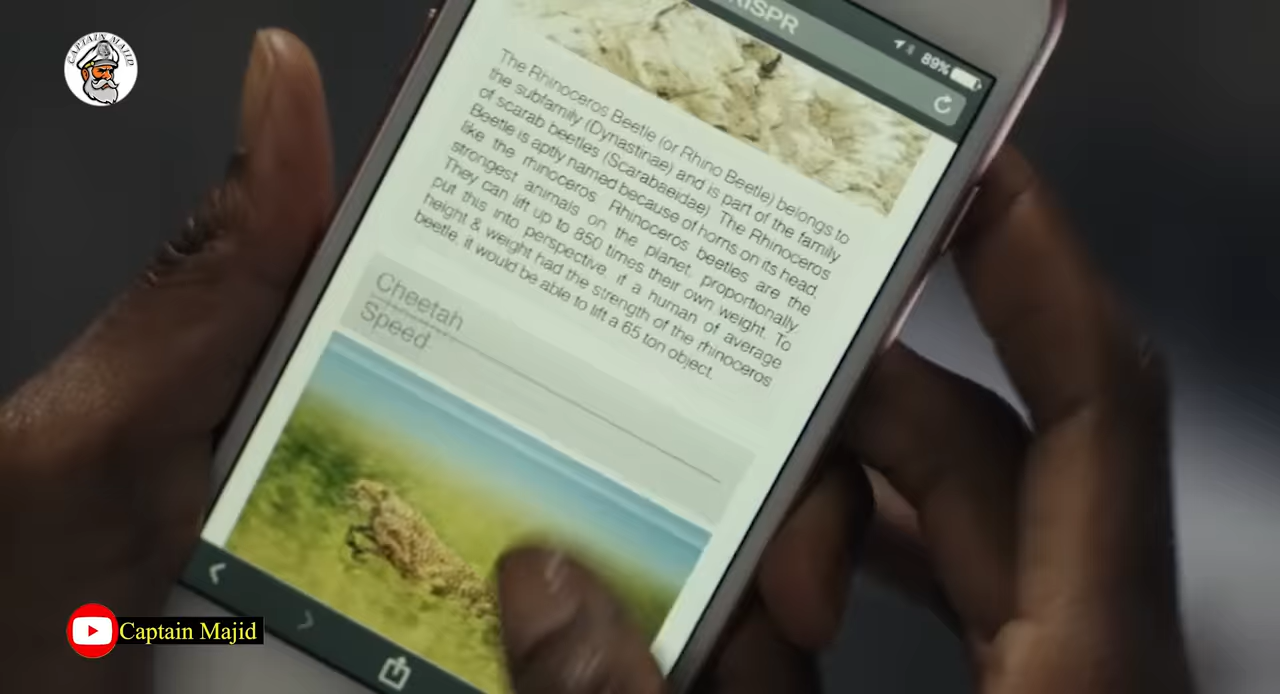 CAPTAIN MAJID
RISPR
89%
The Rhinoceros Beetle (or Rhino Beetle) belongs to
the subfamily (Dynastinae) and is part of the family
of scarab beetles (Scarabaeidae) The Rhinoceros
Beetle is aptly named because of horns on its head,
like the rhinoceros. Rhinoceros beetles are the
strongest animals on the planet, proportionally.
They can lift up to 850 times their own weight. To
put this into perspective, if a human of average
height & weight had the strength of the rhinoceros
beetle, it would be able to lift a 65 ton object.
Cheetah
Speed
Captain Majid